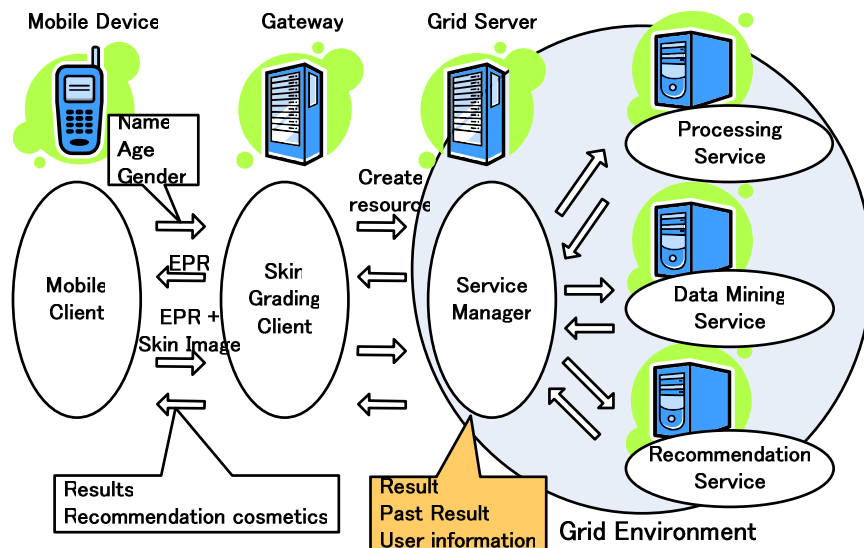 Mobile Device
Gateway
Grid Server
Name
Age
Gender
Processing
Service
Create
resource
EPR
Mobile
Client
Skin
Grading
Client
Service
Manager
Data Mining
Service
EPR +
Skin Image
Recommendation
Service
Results
Recommendation cosmetics
Result
Past Result
User information
Grid Environment